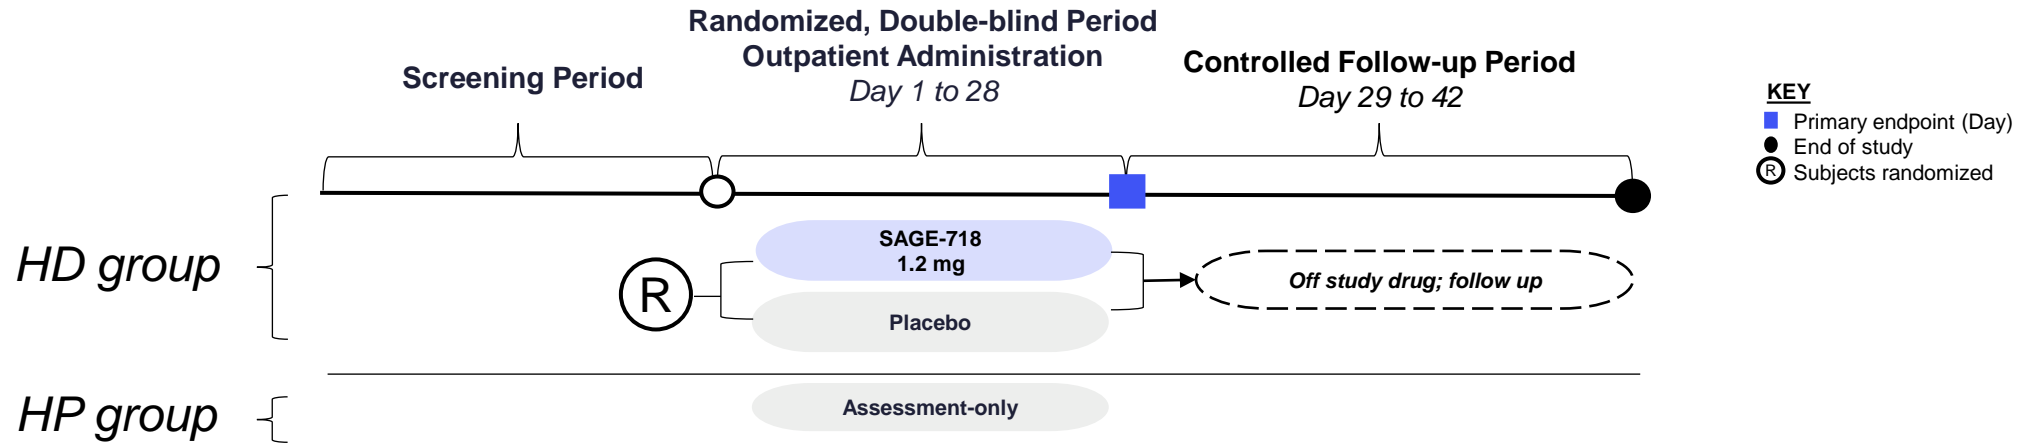 Randomized, Double-blind Period
Outpatient Administration
Day 1 to 28
Screening Period
Controlled Follow-up Period
Day 29 to 42
KEY
Primary endpoint (Day)
End of study
R Subjects randomized
HD group
R
SAGE-718
1.2 mg
Placebo
Off study drug; follow up
HP group
Assessment-only